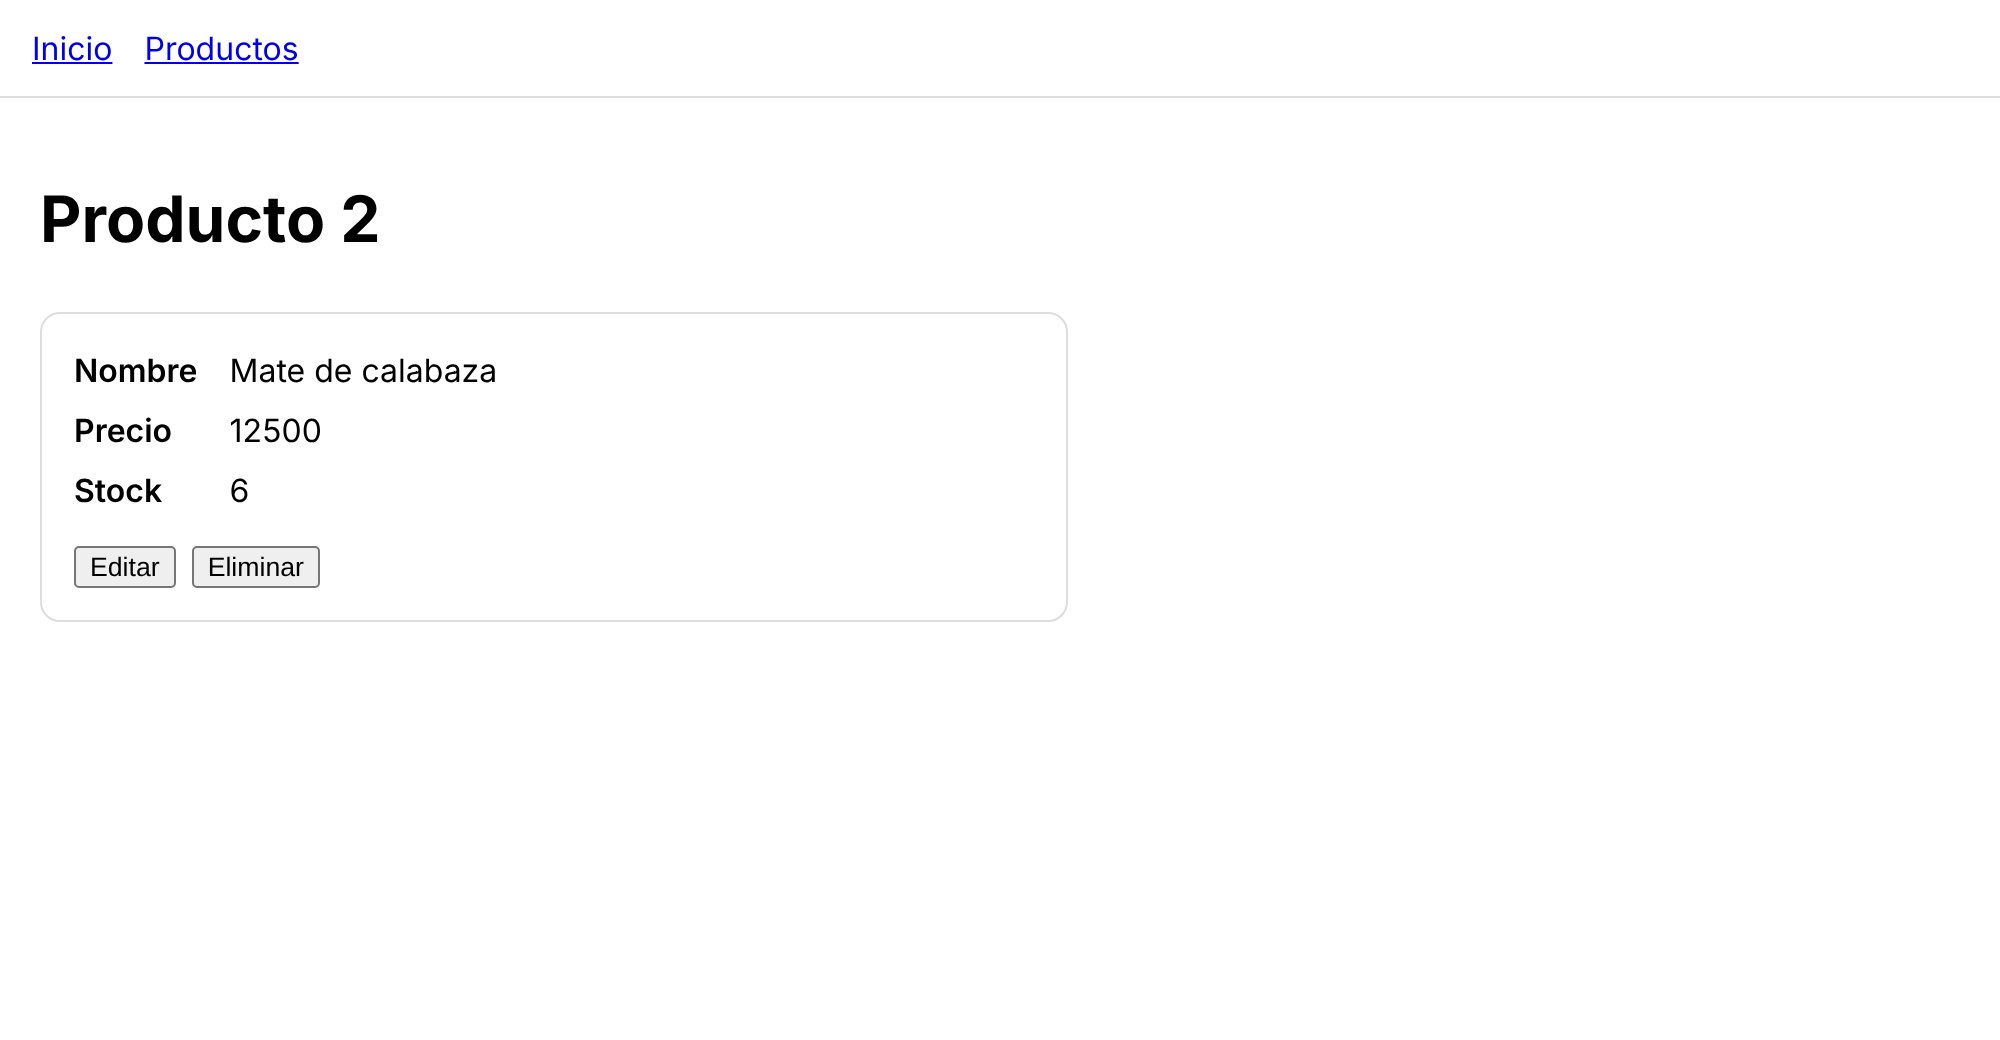 Inicio Productos
Producto 2
Nombre Mate de calabaza
Precio 12500
Stock 6
Editar Eliminar